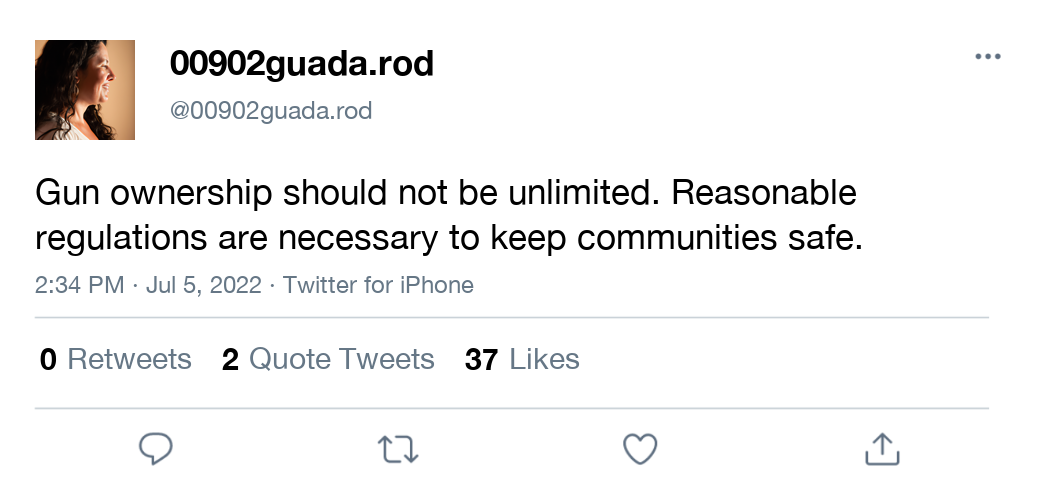 00902guada.rod
@00902guada.rod
Gun ownership should not be unlimited. Reasonable
regulations are necessary to keep communities safe.
2:34 PM · Jul 5, 2022 · Twitter for iPhone
0 Retweets 2 Quote Tweets 37 Likes